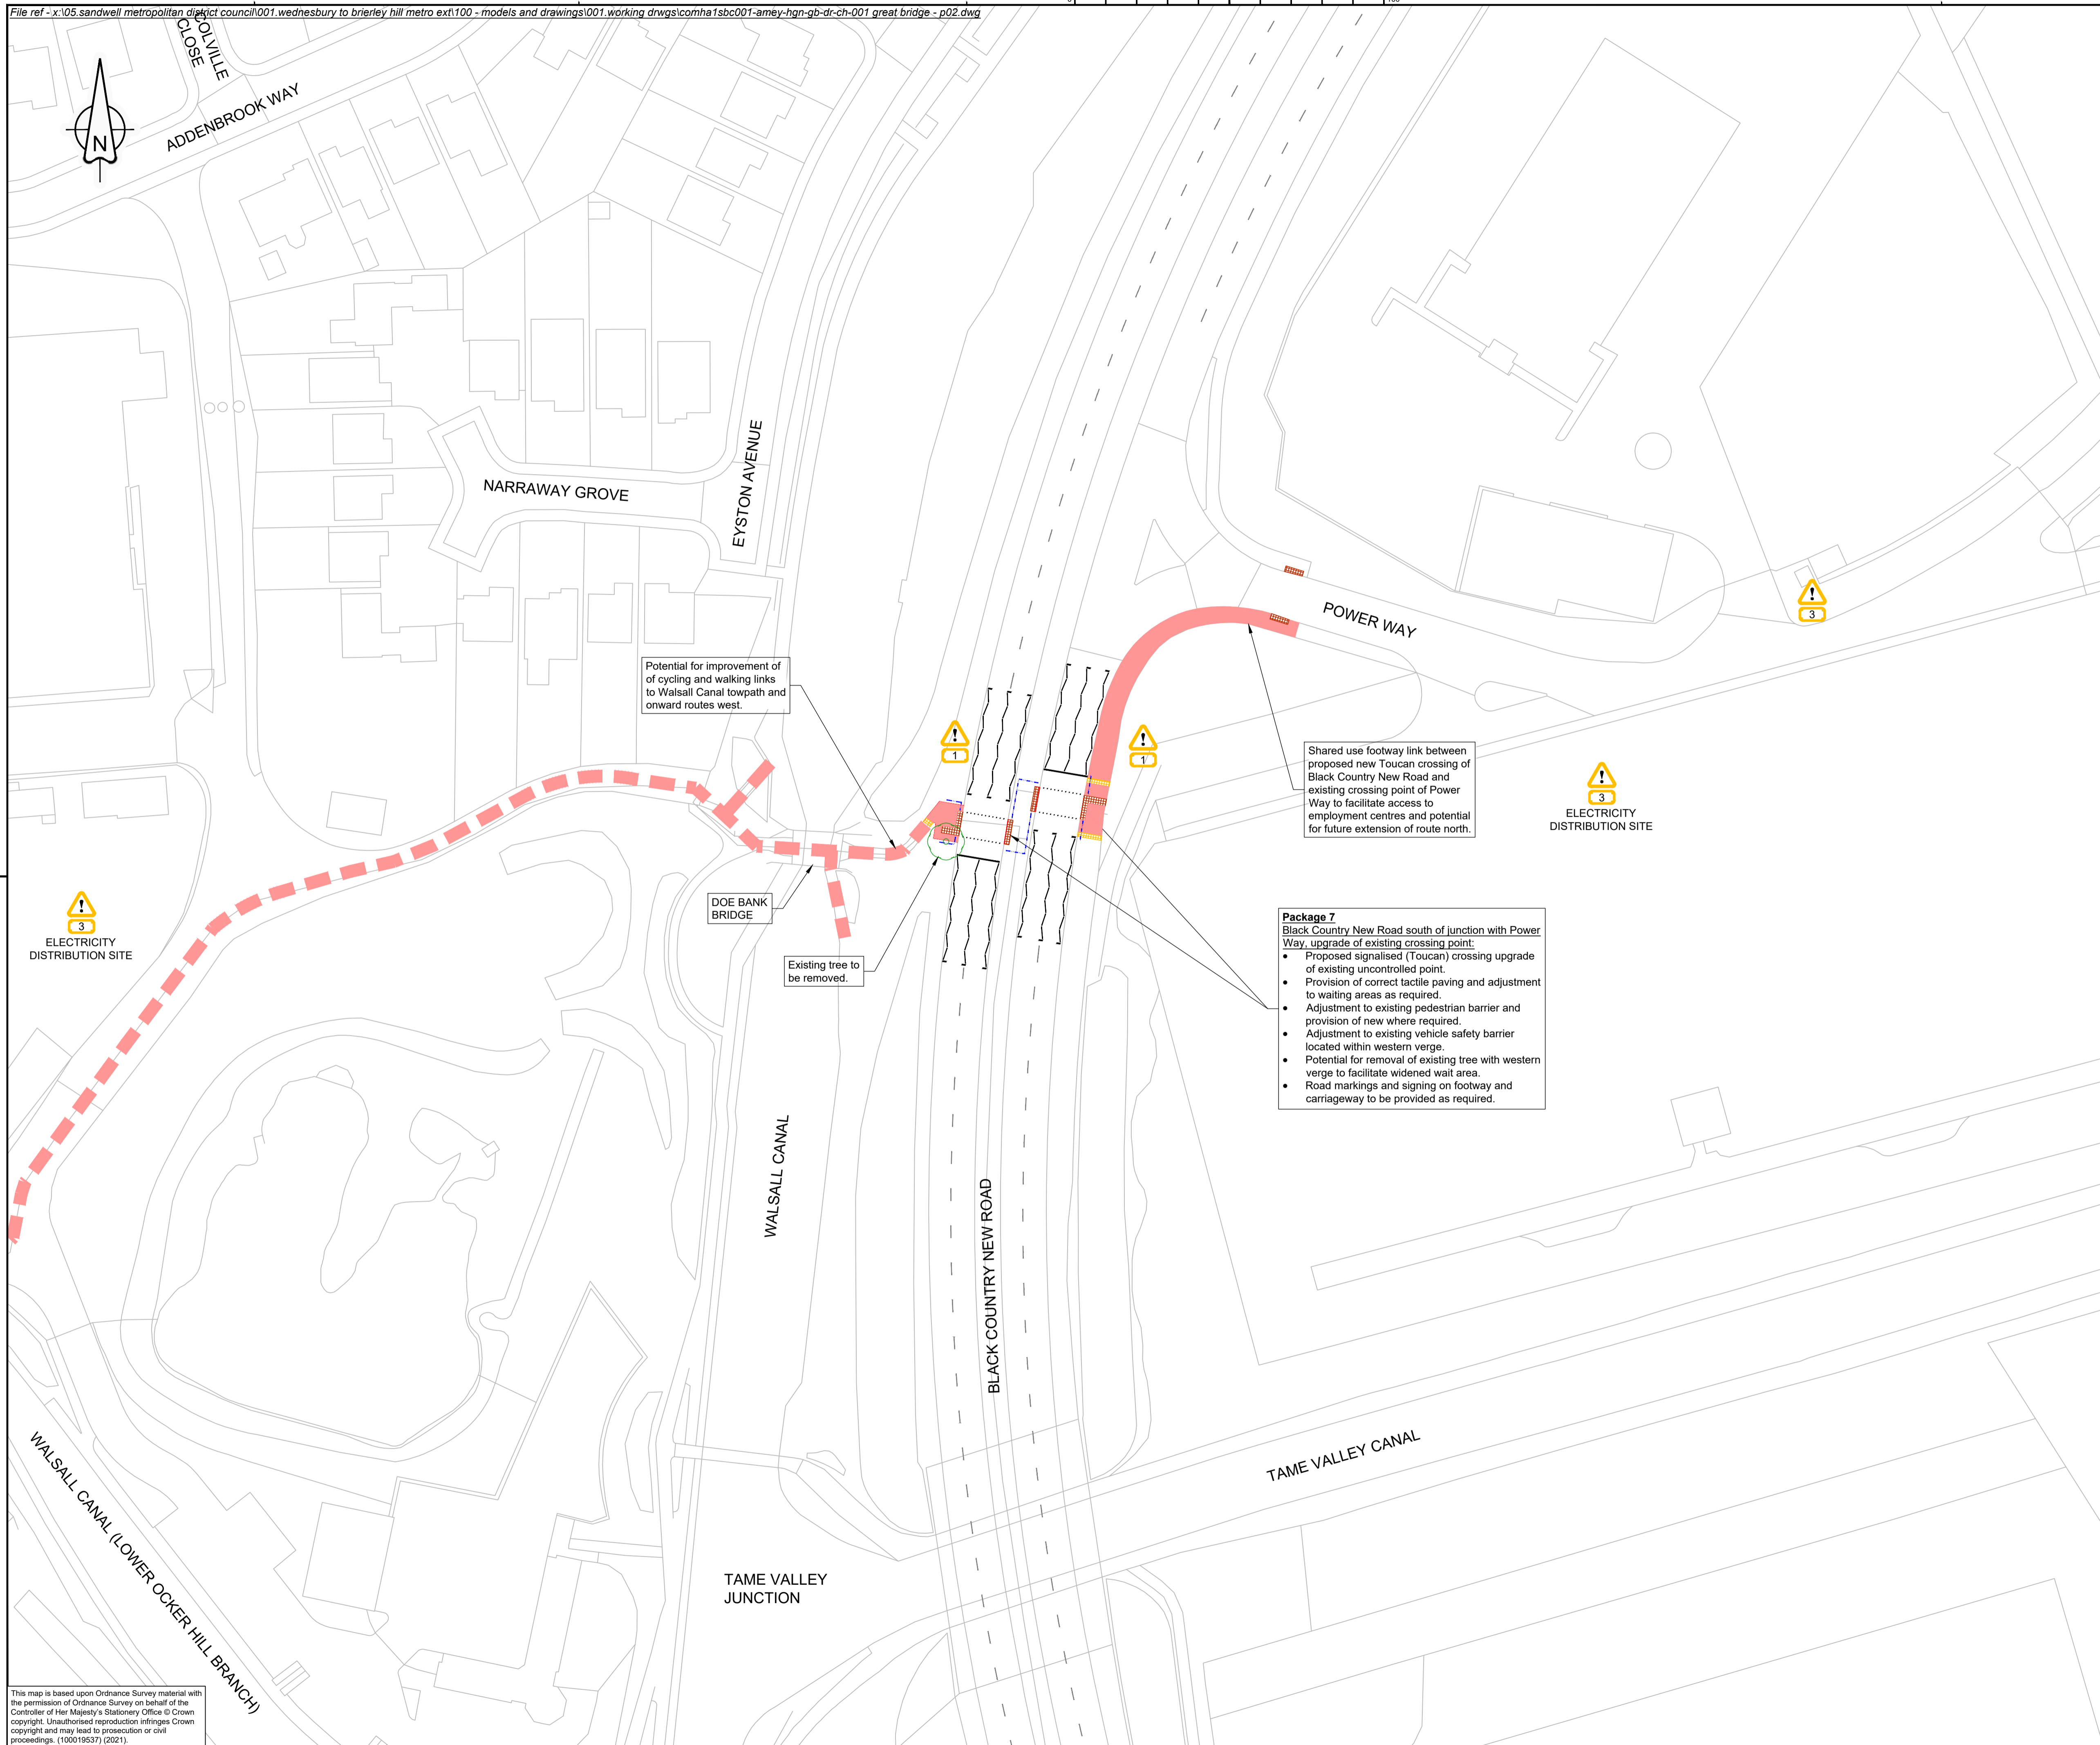 File ref - x:\05.sandwell metropolitan district council\001.wednesbury to brierley hill metro ext\100 - models and drawings\001.working drwgs\comha1sbc001-amey-hgn-gb-dr-ch-001 great bridge - p02.dwg
COLVILLE
CLOSE
ADDENBROOK WAY
N
NARRAWAY GROVE
EYSTON AVENUE
POWER WAY
!
3
Potential for improvement of
of cycling and walking links
to Walsall Canal towpath and
onward routes west.
!
1
!
1
Shared use footway link between
proposed new Toucan crossing of
Black Country New Road and
existing crossing point of Power
Way to facilitate access to
employment centres and potential
for future extension of route north.
!
3
ELECTRICITY
DISTRIBUTION SITE
!
3
ELECTRICITY
DISTRIBUTION SITE
DOE BANK
BRIDGE
Existing tree to
be removed.
Package 7
Black Country New Road south of junction with Power
Way, upgrade of existing crossing point:
• Proposed signalised (Toucan) crossing upgrade
of existing uncontrolled point.
• Provision of correct tactile paving and adjustment
to waiting areas as required.
• Adjustment to existing pedestrian barrier and
provision of new where required.
• Adjustment to existing vehicle safety barrier
located within western verge.
• Potential for removal of existing tree with western
verge to facilitate widened wait area.
• Road markings and signing on footway and
carriageway to be provided as required.
WALSALL CANAL
BLACK COUNTRY NEW ROAD
TAME VALLEY CANAL
WALSALL CANAL (LOWER OCKER HILL BRANCH)
TAME VALLEY
JUNCTION
This map is based upon Ordnance Survey material with
the permission of Ordnance Survey on behalf of the
Controller of Her Majesty's Stationery Office © Crown
copyright. Unauthorised reproduction infringes Crown
copyright and may lead to prosecution or civil
proceedings. (100019537) (2021).